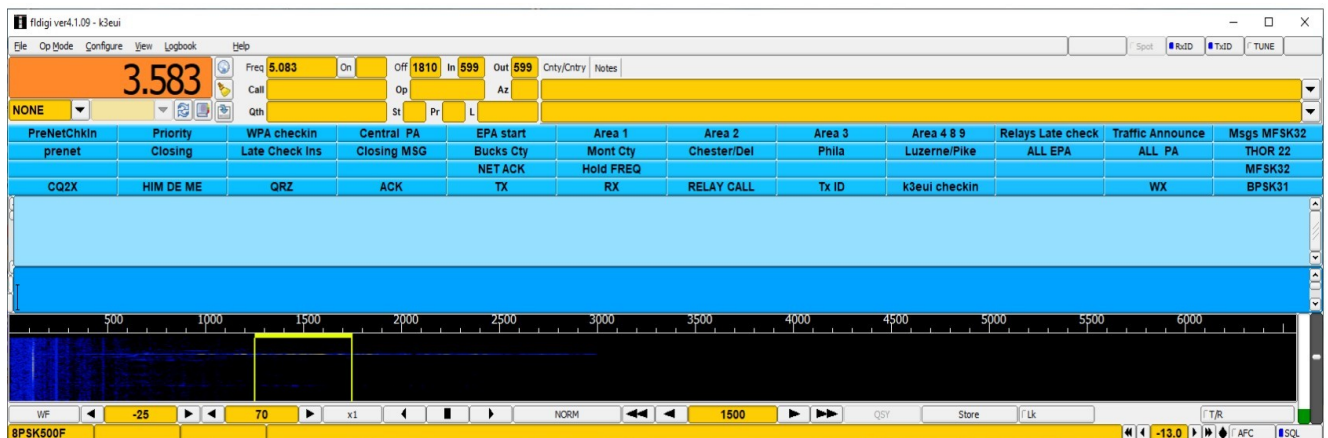 fldigi ver4.1.09 - k3eui
File Op Mode Configure View Logbook Help Spot RxID TxID TUNE
3.583 Freq 5.083 On Off 1810 In 599 Out 599 Cnty/Cntry Notes
Call Op Az
NONE Qth St Pr L
PreNetChkIn Priority WPA checkin Central PA EPA start Area 1 Area 2 Area 3 Area 4 8 9 Relays Late check Traffic Announce Msgs MFSK32
prenet Closing Late Check Ins Closing MSG Bucks Cty Mont Cty Chester/Del Phila Luzerne/Pike ALL EPA ALL PA THOR 22
NET ACK Hold FREQ MFSK32
CQ2X HIM DE ME QRZ ACK TX RX RELAY CALL Tx ID k3eui checkin WX BPSK31
500 1000 1500 2000 2500 3000 3500 4000 4500 5000 5500 6000
WF -25 70 x1 NORM 1500 QSY Store Lk T/R
8PSK500F -13.0 AFC SQL